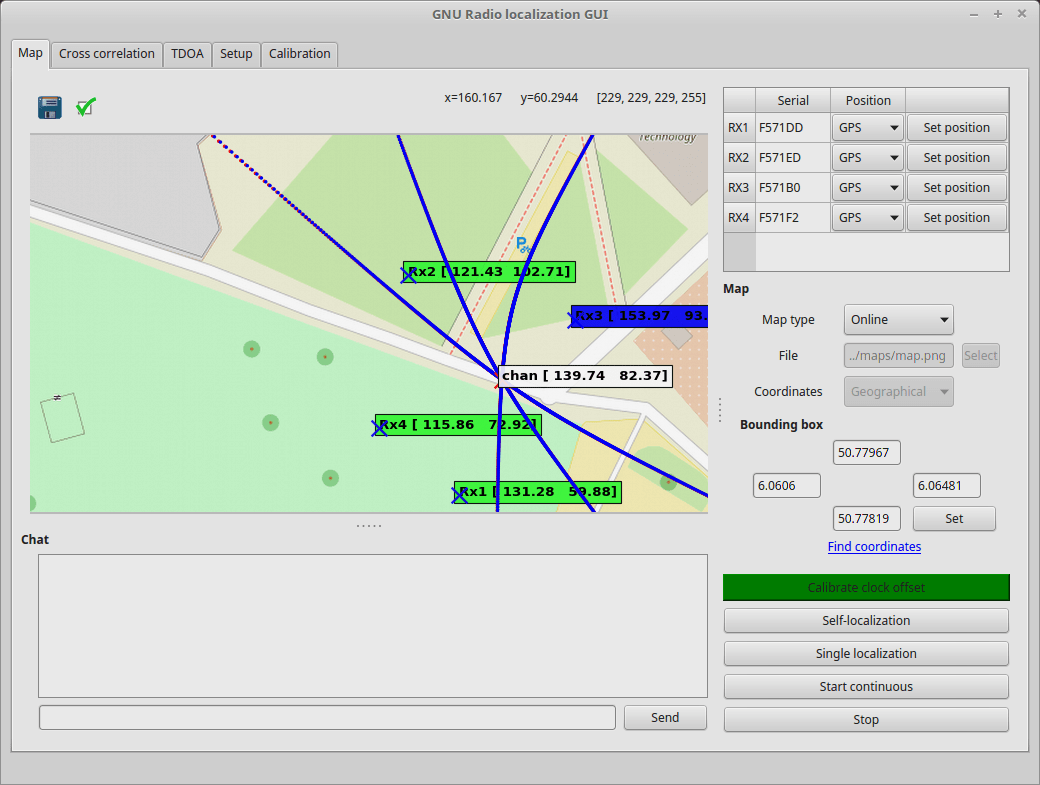 GNU Radio localization GUI
Map Cross correlation TDOA Setup Calibration
x=160.167 y=60.2944 [229, 229, 229, 255]
Technology
P
Rx2 [ 121.43 102.71]
Rx3 [ 153.97 93.
chan [ 139.74 82.37]
Rx4 [ 115.86 72.92]
Rx1 [ 131.28 59.88]
Chat
Send
Serial Position
RX1 F571DD GPS Set position
RX2 F571ED GPS Set position
RX3 F571B0 GPS Set position
RX4 F571F2 GPS Set position
Map
Map type Online
File ../maps/map.png Select
Coordinates Geographical
Bounding box
50.77967
6.0606 6.06481
50.77819 Set
Find coordinates
Calibrate clock offset
Self-localization
Single localization
Start continuous
Stop